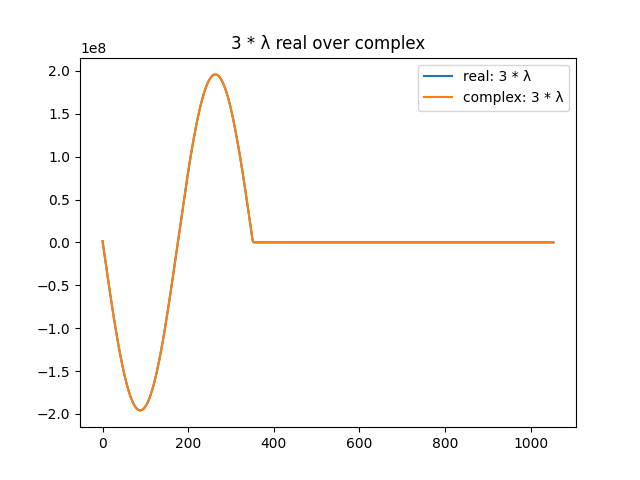 3 * λ real over complex
1e8
real: 3 * λ
complex: 3 * λ
2.0
1.5
1.0
0.5
0.0
−0.5
−1.0
−1.5
−2.0
0 200 400 600 800 1000